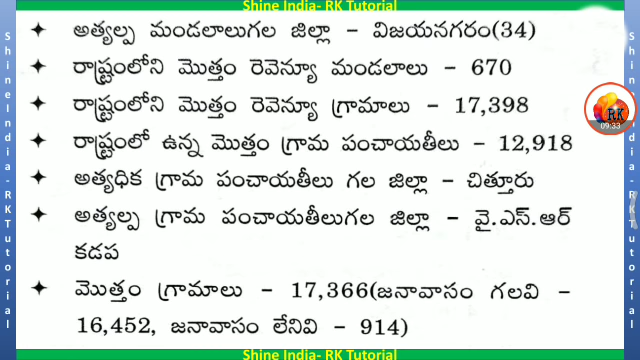 Shine India- RK Tutorial
✦ అత్యల్ప మండలాలుగల జిల్లా - విజయనగరం(34)
✦ రాష్ట్రంలోని మొత్తం రెవెన్యూ మండలాలు - 670
✦ రాష్ట్రంలోని మొత్తం రెవెన్యూ గ్రామాలు - 17,398
✦ రాష్ట్రంలో ఉన్న మొత్తం గ్రామ పంచాయతీలు - 12,918
✦ అత్యధిక గ్రామ పంచాయతీలు గల జిల్లా - చిత్తూరు
✦ అత్యల్ప గ్రామ పంచాయతీలుగల జిల్లా - వై.ఎస్.ఆర్
కడప
✦ మొత్తం గ్రామాలు - 17,366(జనావాసం గలవి -
16,452, జనావాసం లేనివి - 914)
Shine India- RK Tutorial
Shine India - RK Tutorial
Shine India - RK Tutorial
RK
09:33